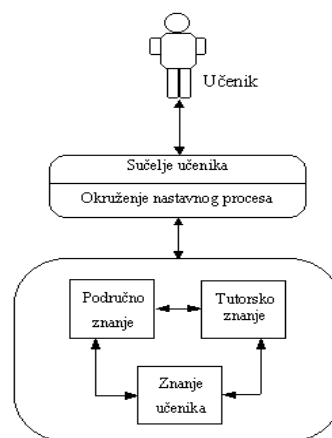 Učenik
Sučelje učenika
Okruženje nastavnog procesa
Područno
znanje
Tutorsko
znanje
Znanje
učenika